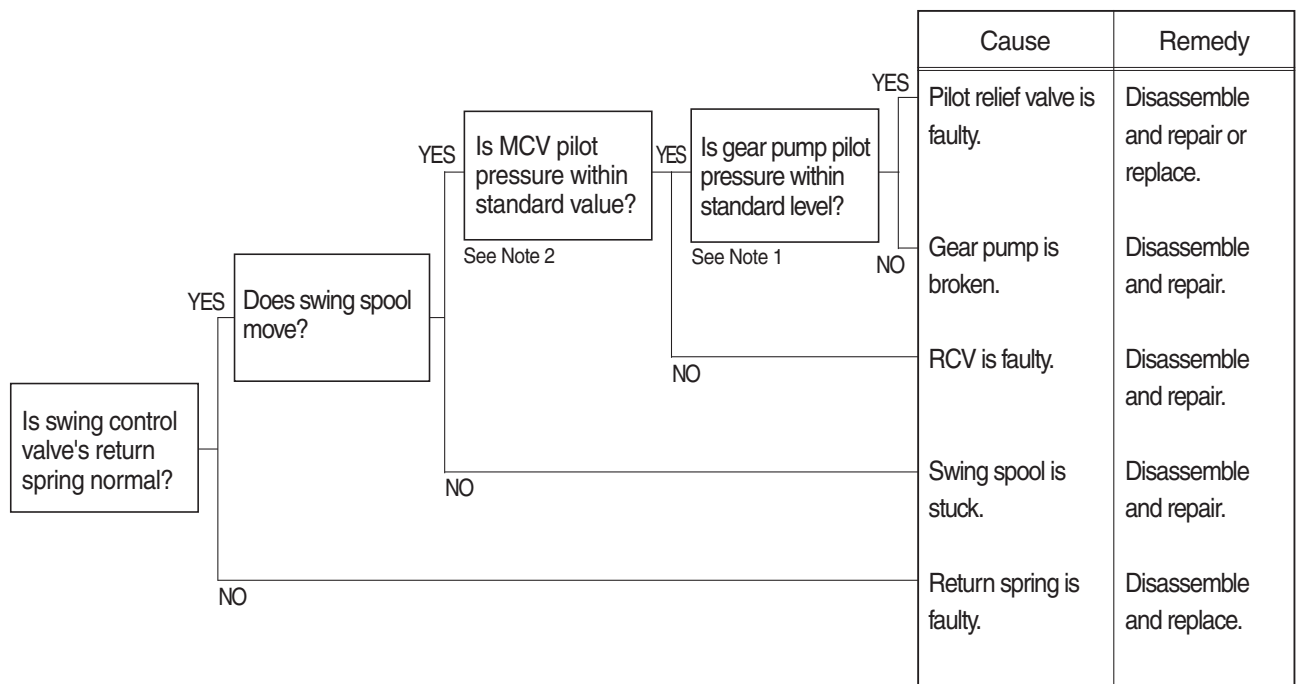 Cause
Remedy
YES
Pilot relief valve is
faulty.
Disassemble
and repair or
replace.
YES
Is MCV pilot
pressure within
standard value?
See Note 2
YES
Is gear pump pilot
pressure within
standard level?
See Note 1
NO
Gear pump is
broken.
Disassemble
and repair.
YES
Does swing spool
move?
NO
RCV is faulty.
Disassemble
and repair.
Is swing control
valve's return
spring normal?
NO
Swing spool is
stuck.
Disassemble
and repair.
NO
Return spring is
faulty.
Disassemble
and replace.